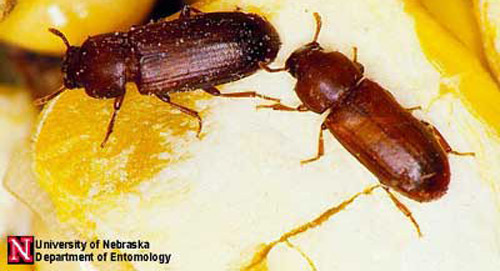 N
University of Nebraska
Department of Entomology